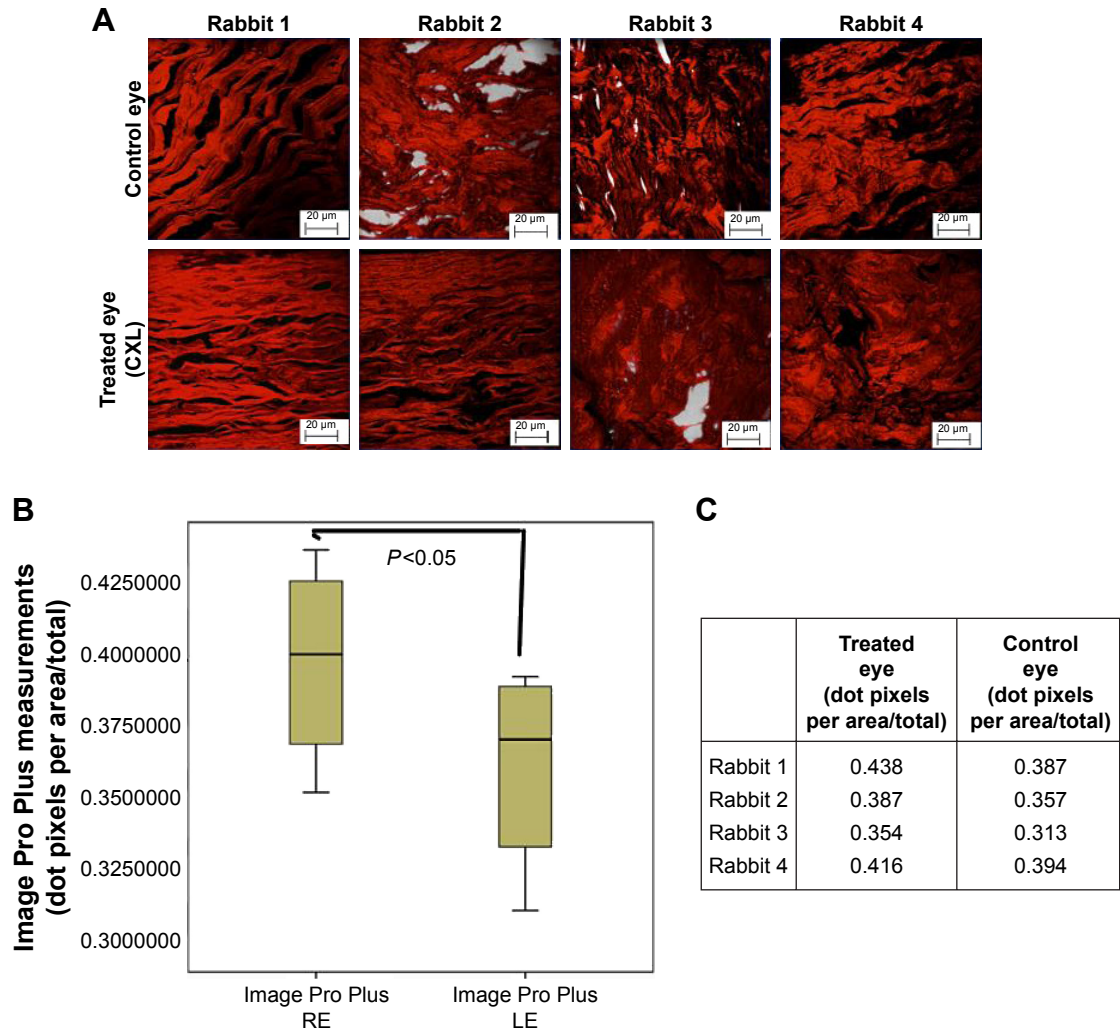 A
Rabbit 1 Rabbit 2 Rabbit 3 Rabbit 4
Control eye
20 µm 20 µm 20 µm 20 µm
Treated eye
(CXL)
20 µm 20 µm 20 µm 20 µm
B
Image Pro Plus measurements
(dot pixels per area/total)
P<0.05
0.4250000
0.4000000
0.3750000
0.3500000
0.3250000
0.3000000
Image Pro Plus Image Pro Plus
RE LE
C
Treated Control
eye eye
(dot pixels (dot pixels
per area/total) per area/total)
Rabbit 1 0.438 0.387
Rabbit 2 0.387 0.357
Rabbit 3 0.354 0.313
Rabbit 4 0.416 0.394